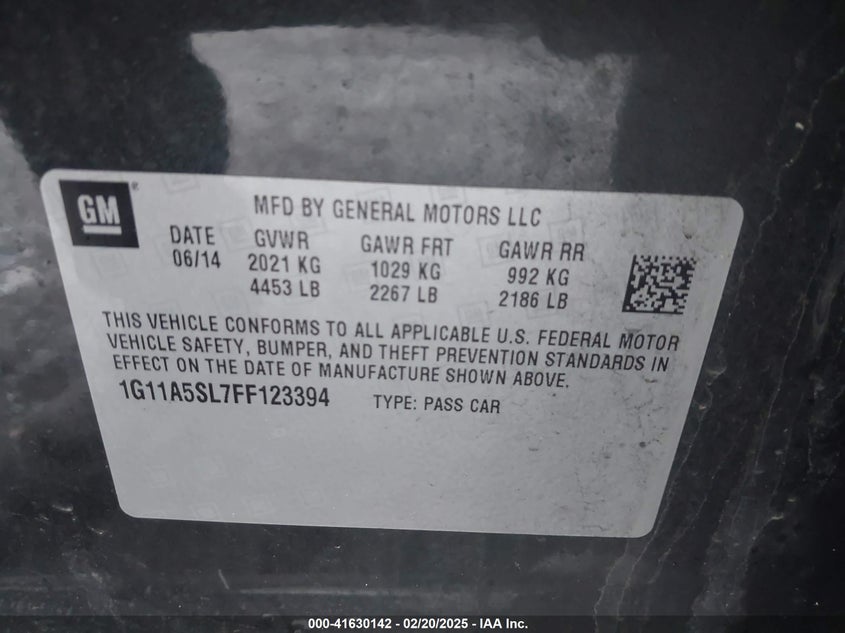 GM ®
MFD BY GENERAL MOTORS LLC
DATE GVWR GAWR FRT GAWR RR
06/14 2021 KG 1029 KG 992 KG
4453 LB 2267 LB 2186 LB
THIS VEHICLE CONFORMS TO ALL APPLICABLE U.S. FEDERAL MOTOR
VEHICLE SAFETY, BUMPER, AND THEFT PREVENTION STANDARDS IN
EFFECT ON THE DATE OF MANUFACTURE SHOWN ABOVE.
1G11A5SL7FF123394 TYPE: PASS CAR
000-41630142 - 02/20/2025 - IAA Inc.